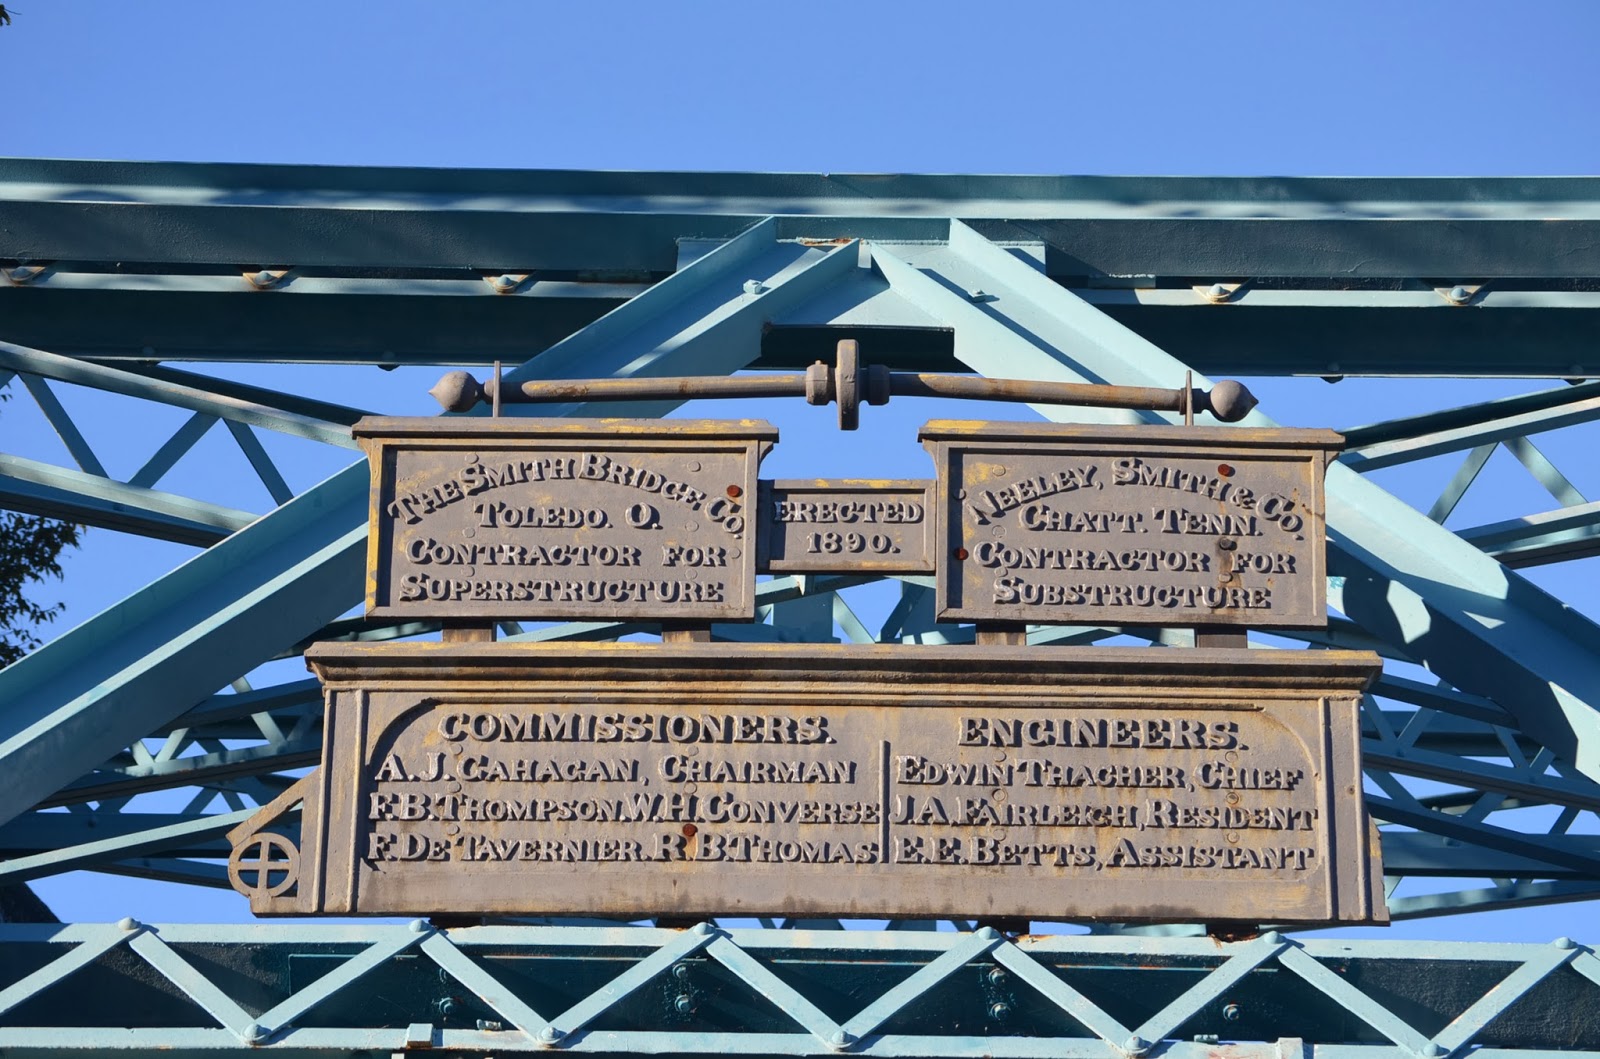 THE SMITH BRIDGE CO.
TOLEDO. O.
CONTRACTOR FOR
SUPERSTRUCTURE
ERECTED
1890.
NEELEY, SMITH & CO.
CHATT. TENN.
CONTRACTOR FOR
SUBSTRUCTURE
COMMISSIONERS.
A. J. GAHAGAN, CHAIRMAN
F. B. THOMPSON. W. H. CONVERSE
F. DE TAVERNIER. R. B. THOMAS
ENGINEERS.
EDWIN THACHER, CHIEF
J. A. FAIRLEIGH, RESIDENT
E. E. BETTS, ASSISTANT